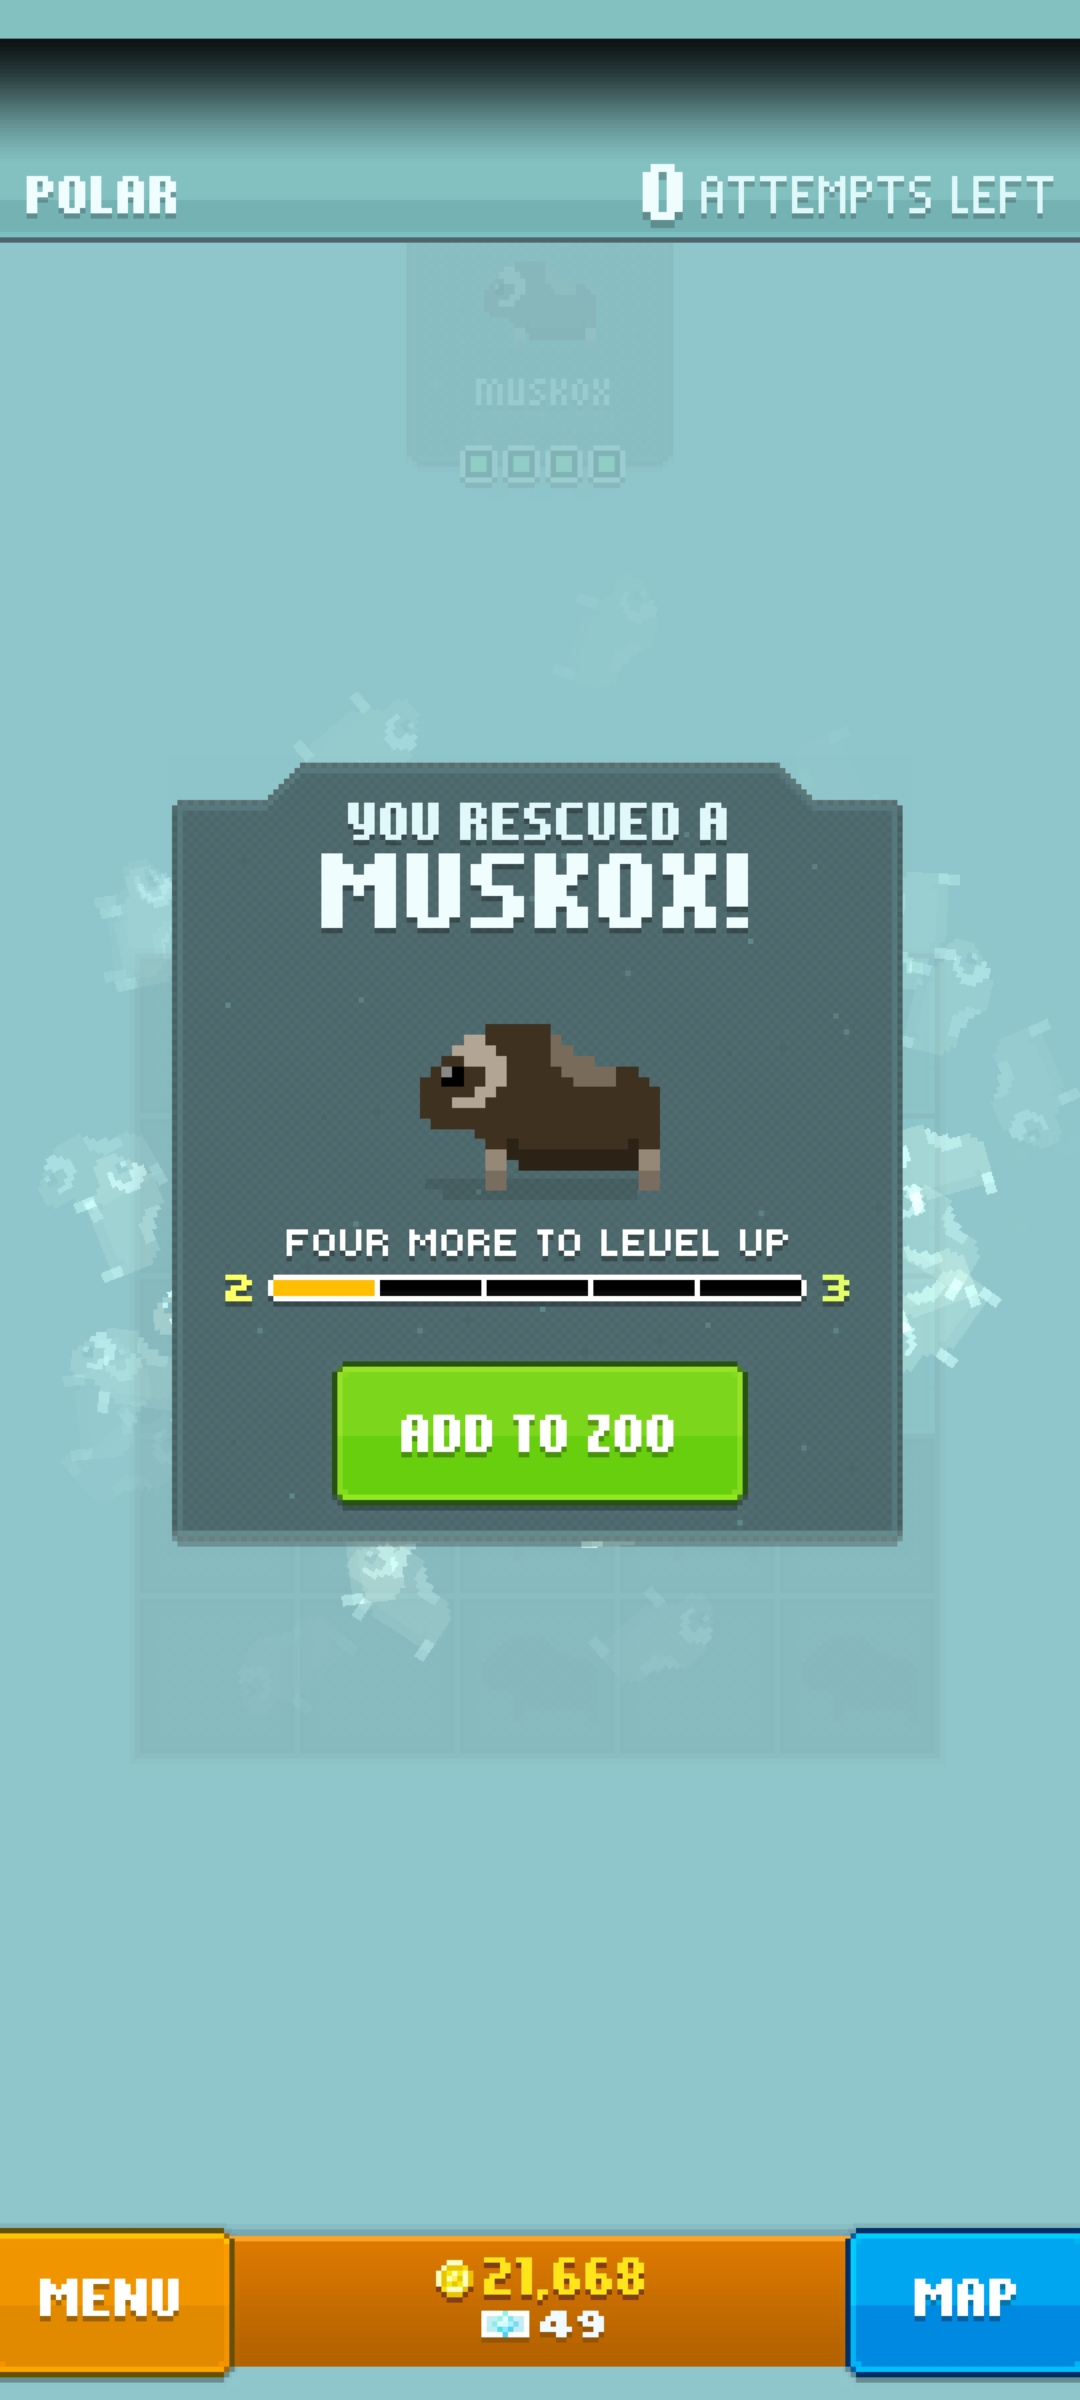 POLAR
0 ATTEMPTS LEFT
MUSKOX
YOU RESCUED A
MUSKOX!
FOUR MORE TO LEVEL UP
2 3
ADD TO ZOO
MENU
21,668
49
MAP